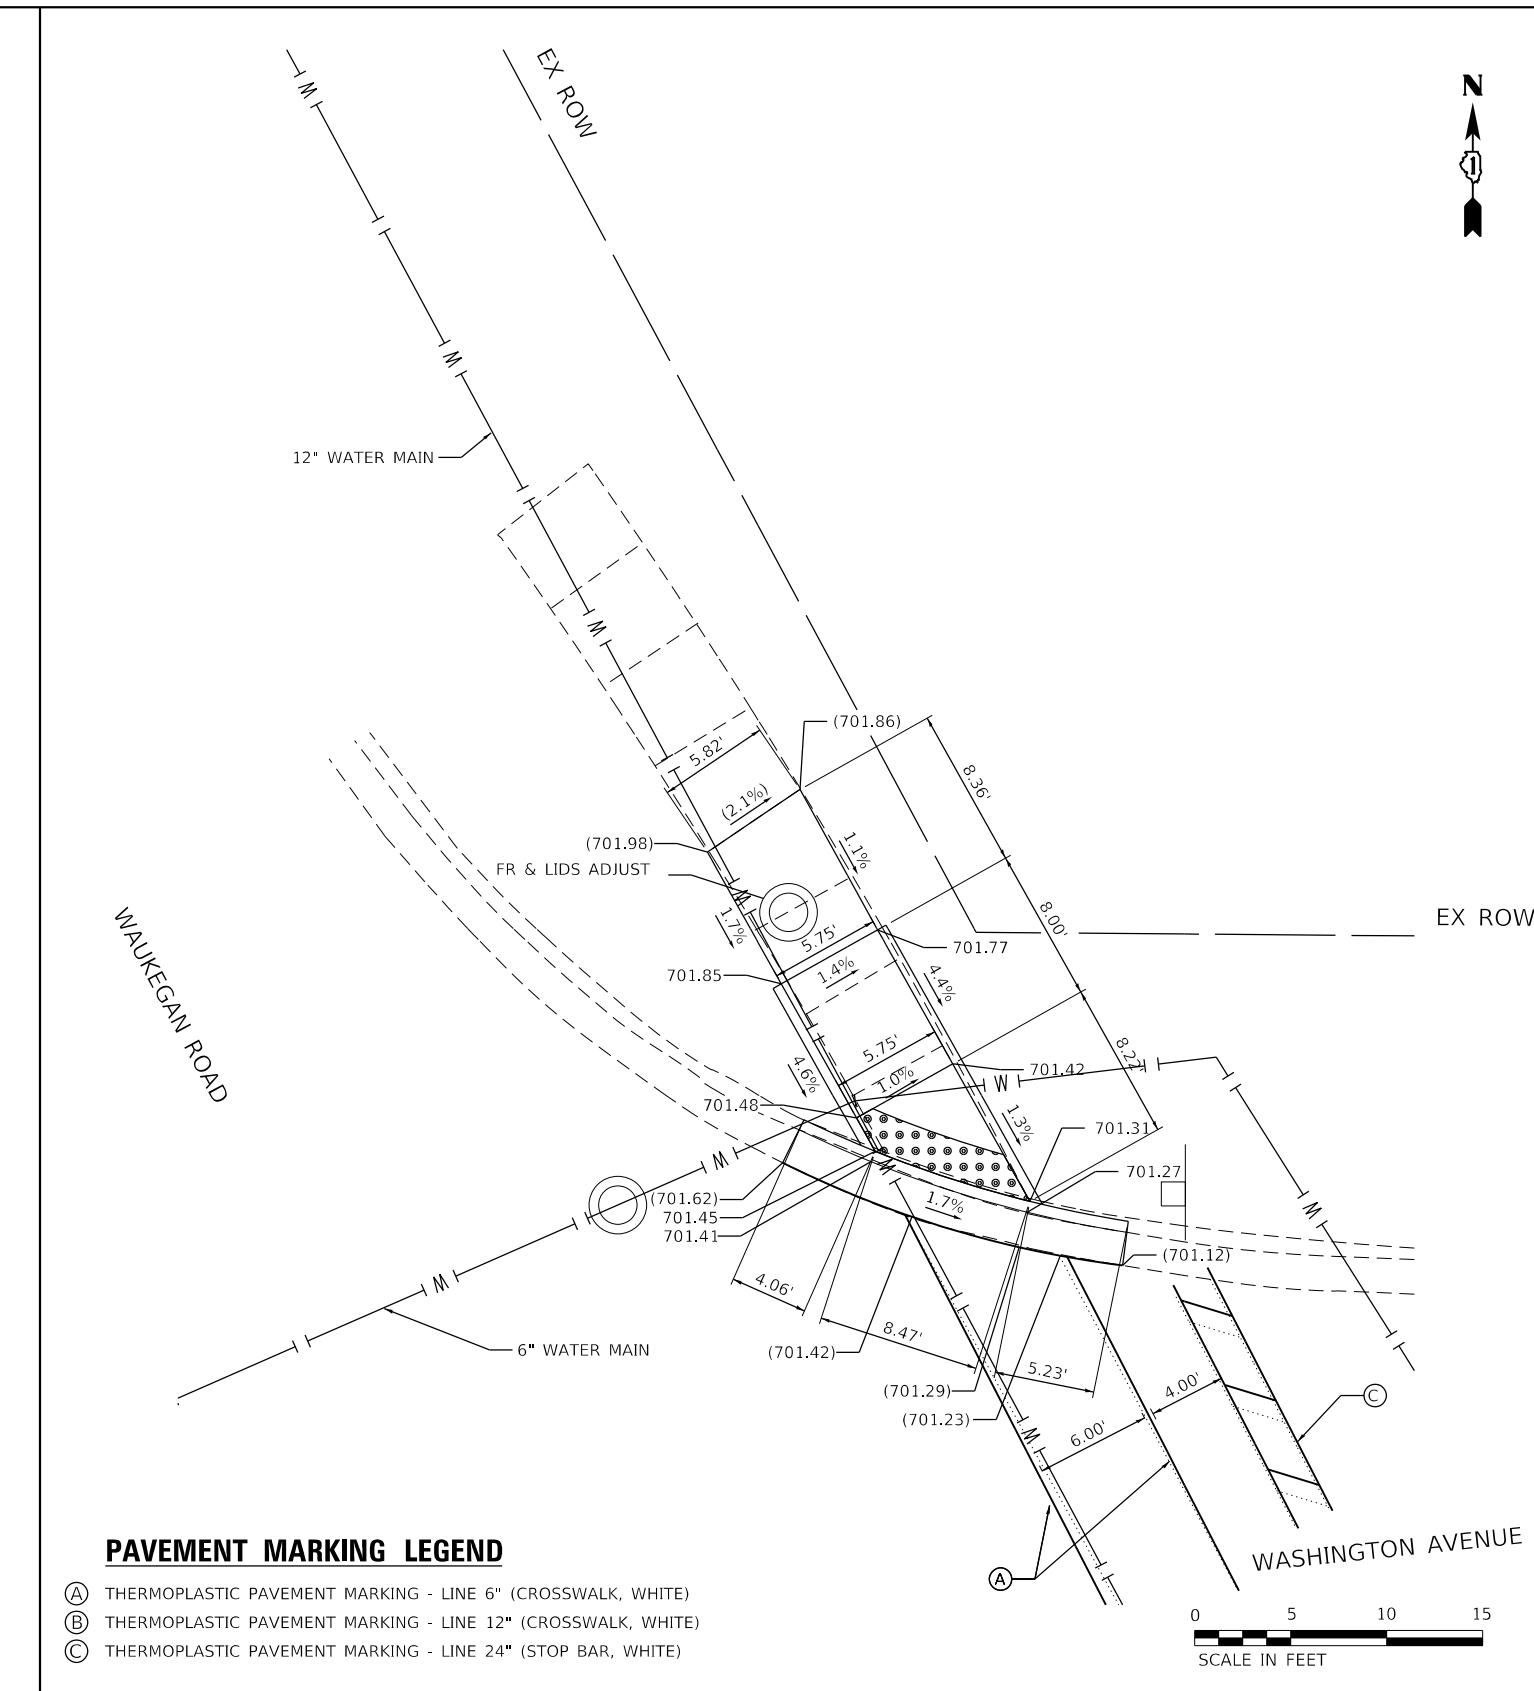 EX ROW
N
1
W
W
12" WATER MAIN
W
(701.86)
5.82'
8.36'
(2.1%)
1.1%
(701.98)
FR & LIDS ADJUST
W
1.7%
5.75'
8.00'
EX ROW
701.77
WAUKEGAN ROAD
701.85
1.4%
4.4%
5.75'
8.22'
4.6%
1.0%
701.42
W
701.48
1.3%
701.31
W
W
701.27
(701.62)
1.7%
701.45
W
701.41
(701.12)
W
4.06'
8.47'
6" WATER MAIN
(701.42)
5.23'
(701.29)
4.00'
C
(701.23)
6.00'
W
WASHINGTON AVENUE
A
PAVEMENT MARKING LEGEND
A THERMOPLASTIC PAVEMENT MARKING - LINE 6" (CROSSWALK, WHITE)
B THERMOPLASTIC PAVEMENT MARKING - LINE 12" (CROSSWALK, WHITE)
C THERMOPLASTIC PAVEMENT MARKING - LINE 24" (STOP BAR, WHITE)
0 5 10 15
SCALE IN FEET